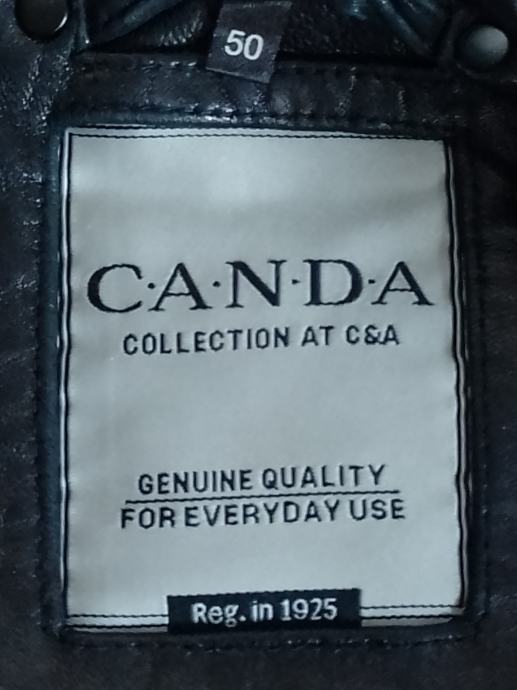 50
C·A·N·D·A
COLLECTION AT C&A
GENUINE QUALITY
FOR EVERYDAY USE
Reg. in 1925